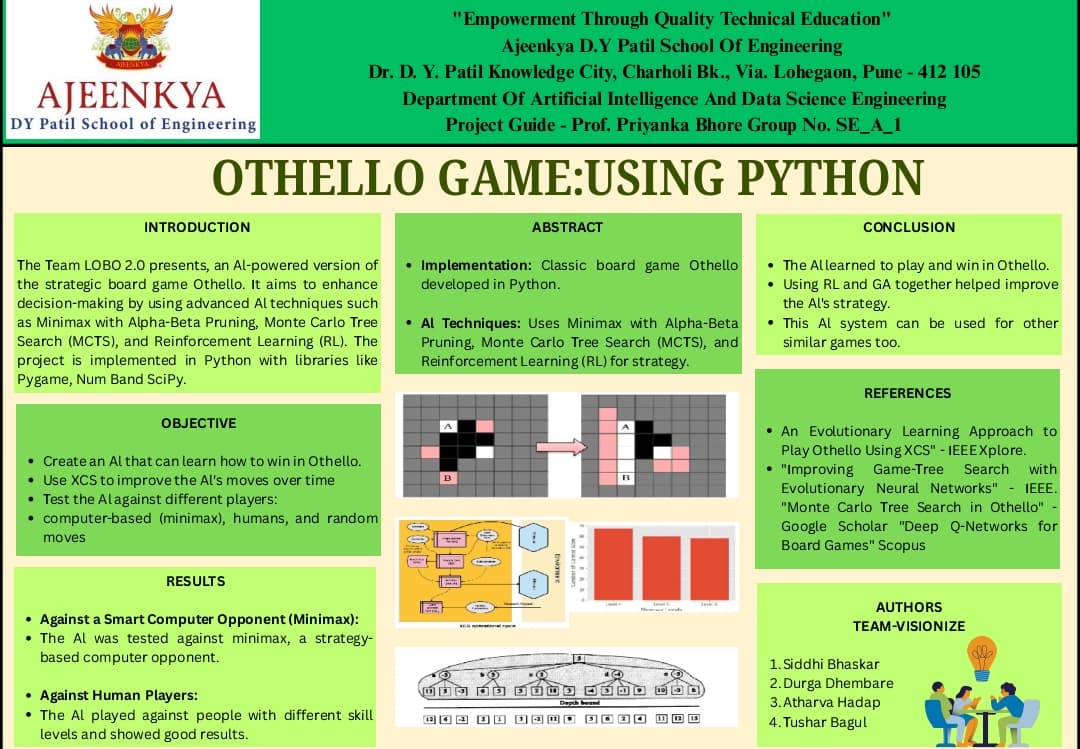 AJEENKYA
AJEENKYA
DY Patil School of Engineering
"Empowerment Through Quality Technical Education"
Ajeenkya D.Y Patil School Of Engineering
Dr. D. Y. Patil Knowledge City, Charholi Bk., Via. Lohegaon, Pune - 412 105
Department Of Artificial Intelligence And Data Science Engineering
Project Guide - Prof. Priyanka Bhore Group No. SE_A_1
OTHELLO GAME:USING PYTHON
INTRODUCTION
The Team LOBO 2.0 presents, an AI-powered version of
the strategic board game Othello. It aims to enhance
decision-making by using advanced AI techniques such
as Minimax with Alpha-Beta Pruning, Monte Carlo Tree
Search (MCTS), and Reinforcement Learning (RL). The
project is implemented in Python with libraries like
Pygame, Num Band SciPy.
OBJECTIVE
• Create an AI that can learn how to win in Othello.
• Use XCS to improve the AI's moves over time
• Test the AI against different players:
• computer-based (minimax), humans, and random
moves
RESULTS
• Against a Smart Computer Opponent (Minimax):
• The AI was tested against minimax, a strategy-
based computer opponent.
• Against Human Players:
• The AI played against people with different skill
levels and showed good results.
ABSTRACT
• Implementation: Classic board game Othello
developed in Python.
• AI Techniques: Uses Minimax with Alpha-Beta
Pruning, Monte Carlo Tree Search (MCTS), and
Reinforcement Learning (RL) for strategy.
A
B
A
B
Depth bound
CONCLUSION
• The AI learned to play and win in Othello.
• Using RL and GA together helped improve
the AI's strategy.
• This AI system can be used for other
similar games too.
REFERENCES
• An Evolutionary Learning Approach to
Play Othello Using XCS" - IEEE Xplore.
• "Improving Game-Tree Search with
Evolutionary Neural Networks" - IEEE.
"Monte Carlo Tree Search in Othello" -
Google Scholar "Deep Q-Networks for
Board Games" Scopus
AUTHORS
TEAM-VISIONIZE
1. Siddhi Bhaskar
2. Durga Dhembare
3. Atharva Hadap
4. Tushar Bagul